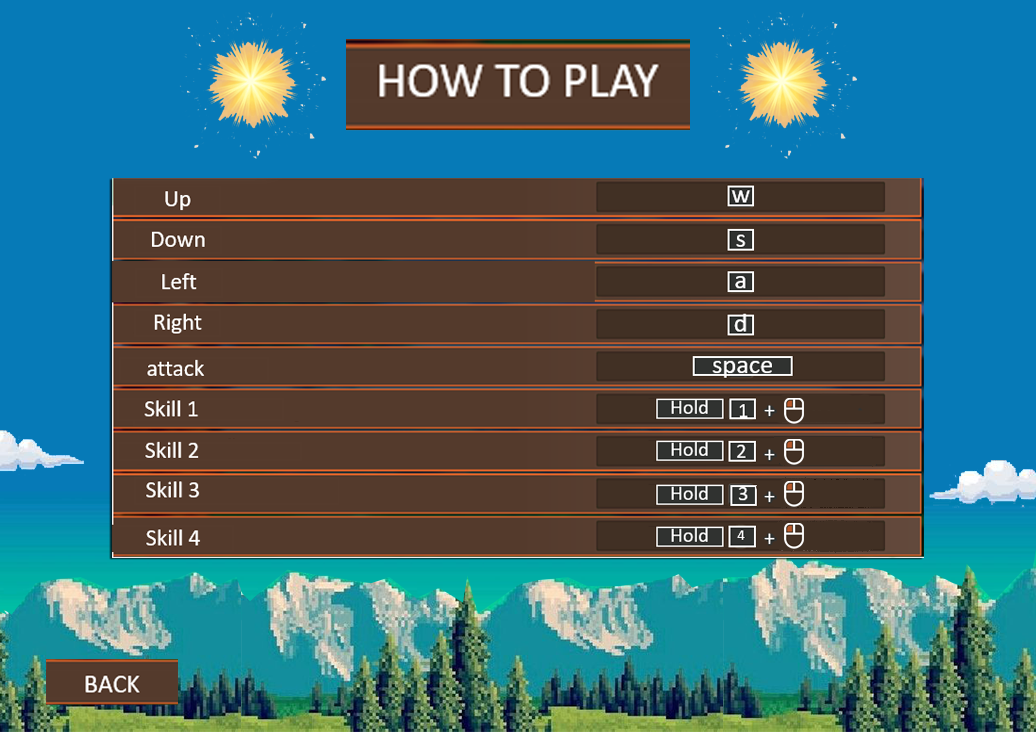 HOW TO PLAY
Up w
Down s
Left a
Right d
attack space
Skill 1 Hold 1 +
Skill 2 Hold 2 +
Skill 3 Hold 3 +
Skill 4 Hold 4 +
BACK